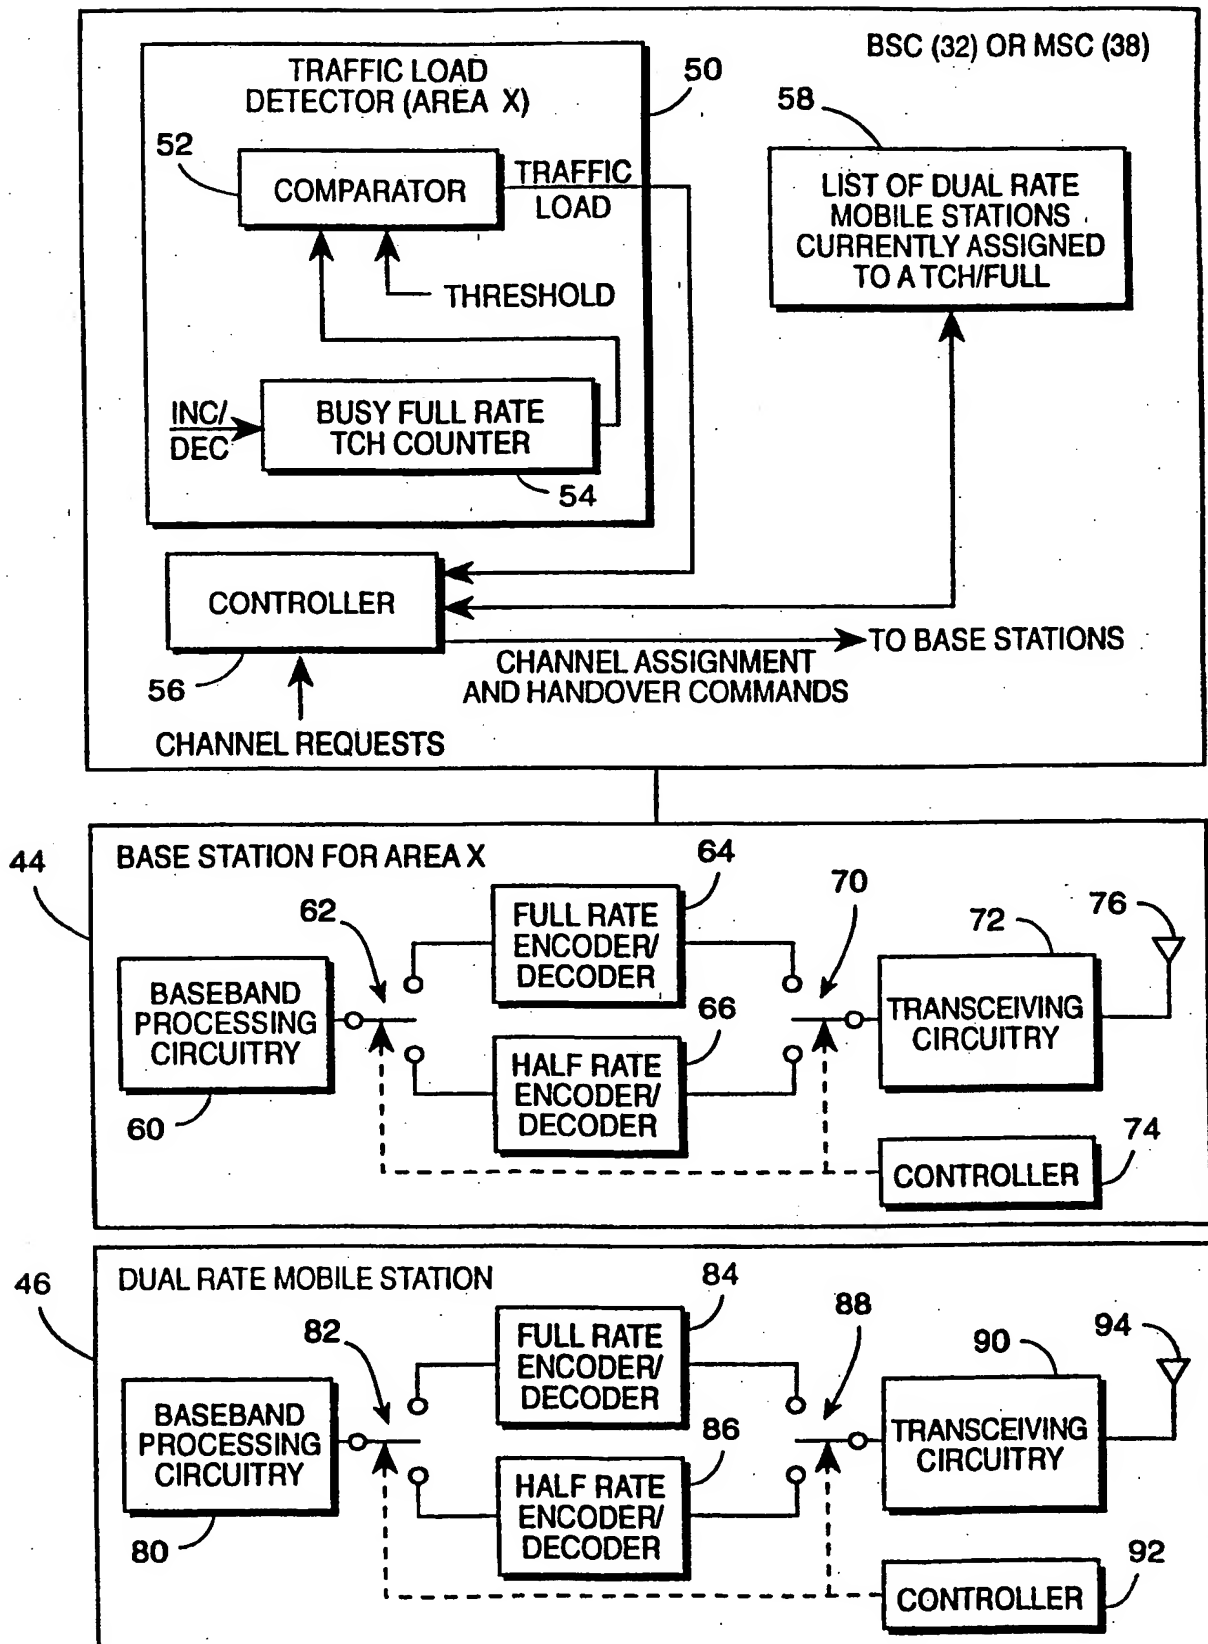 BSC (32) OR MSC (38)
TRAFFIC LOAD
DETECTOR (AREA X)
50
52
COMPARATOR
TRAFFIC
LOAD
THRESHOLD
INC/
DEC
BUSY FULL RATE
TCH COUNTER
54
58
LIST OF DUAL RATE
MOBILE STATIONS
CURRENTLY ASSIGNED
TO A TCH/FULL
CONTROLLER
56
CHANNEL REQUESTS
CHANNEL ASSIGNMENT
AND HANDOVER COMMANDS
TO BASE STATIONS
44
BASE STATION FOR AREA X
BASEBAND
PROCESSING
CIRCUITRY
60
62
64
FULL RATE
ENCODER/
DECODER
66
HALF RATE
ENCODER/
DECODER
70
72
TRANSCEIVING
CIRCUITRY
76
74
CONTROLLER
46
DUAL RATE MOBILE STATION
BASEBAND
PROCESSING
CIRCUITRY
80
82
84
FULL RATE
ENCODER/
DECODER
86
HALF RATE
ENCODER/
DECODER
88
90
TRANSCEIVING
CIRCUITRY
94
92
CONTROLLER